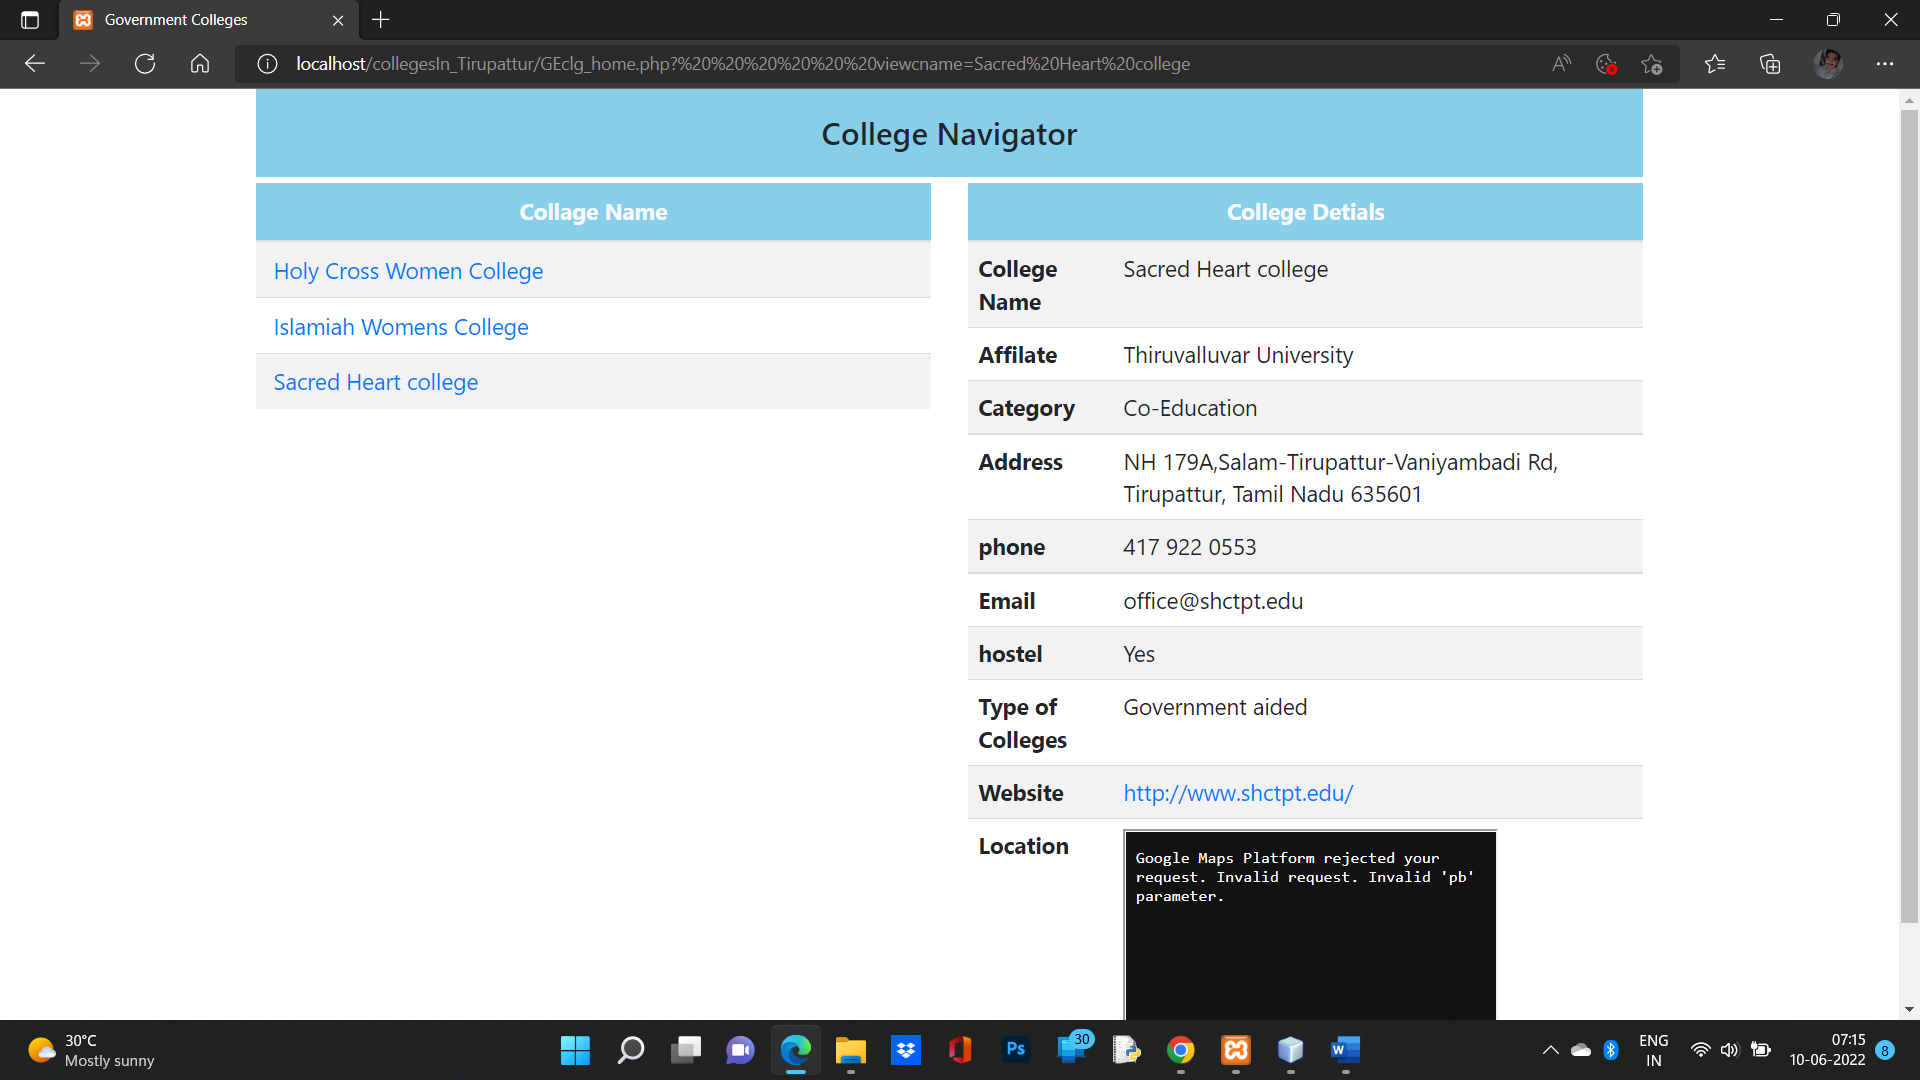 Government Colleges
localhost/collegesIn_Tirupattur/GEclg_home.php?%20%20%20%20%20%20viewcname=Sacred%20Heart%20college
College Navigator
Collage Name
Holy Cross Women College
Islamiah Womens College
Sacred Heart college
College Detials
College Name
Sacred Heart college
Affilate
Thiruvalluvar University
Category
Co-Education
Address
NH 179A,Salam-Tirupattur-Vaniyambadi Rd,
Tirupattur, Tamil Nadu 635601
phone
417 922 0553
Email
office@shctpt.edu
hostel
Yes
Type of
Colleges
Government aided
Website
http://www.shctpt.edu/
Location
Google Maps Platform rejected your
request. Invalid request. Invalid 'pb'
parameter.
30°C
Mostly sunny
Ps
30
W
ENG
IN
07:15
10-06-2022
8